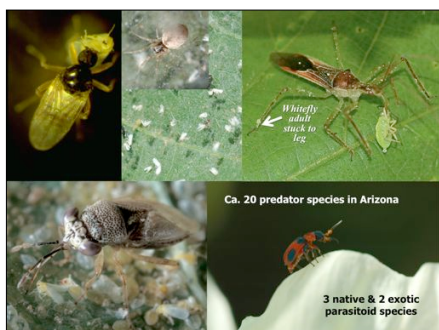 Whitefly
adult
stuck to
leg
Ca. 20 predator species in Arizona
3 native & 2 exotic
parasitoid species